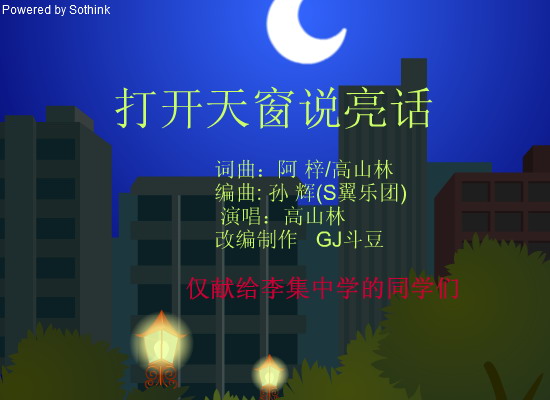 Powered by Sothink
打开天窗说亮话
词曲：阿 梓/高山林
编曲: 孙 辉(S翼乐团)
演唱：高山林
改编制作 GJ斗豆
仅献给李集中学的同学们